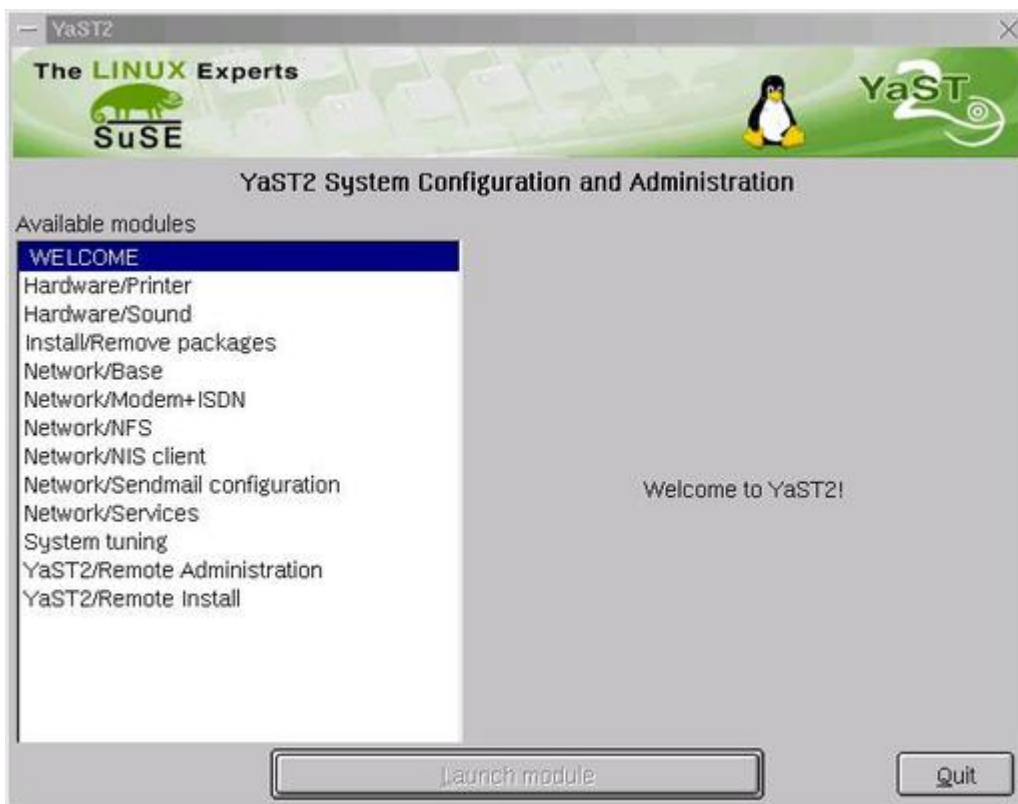 YaST2
The LINUX Experts
SuSE
YaST
2
YaST2 System Configuration and Administration
Available modules
WELCOME
Hardware/Printer
Hardware/Sound
Install/Remove packages
Network/Base
Network/Modem+ISDN
Network/NFS
Network/NIS client
Network/Sendmail configuration
Network/Services
System tuning
YaST2/Remote Administration
YaST2/Remote Install
Welcome to YaST2!
Launch module
Quit